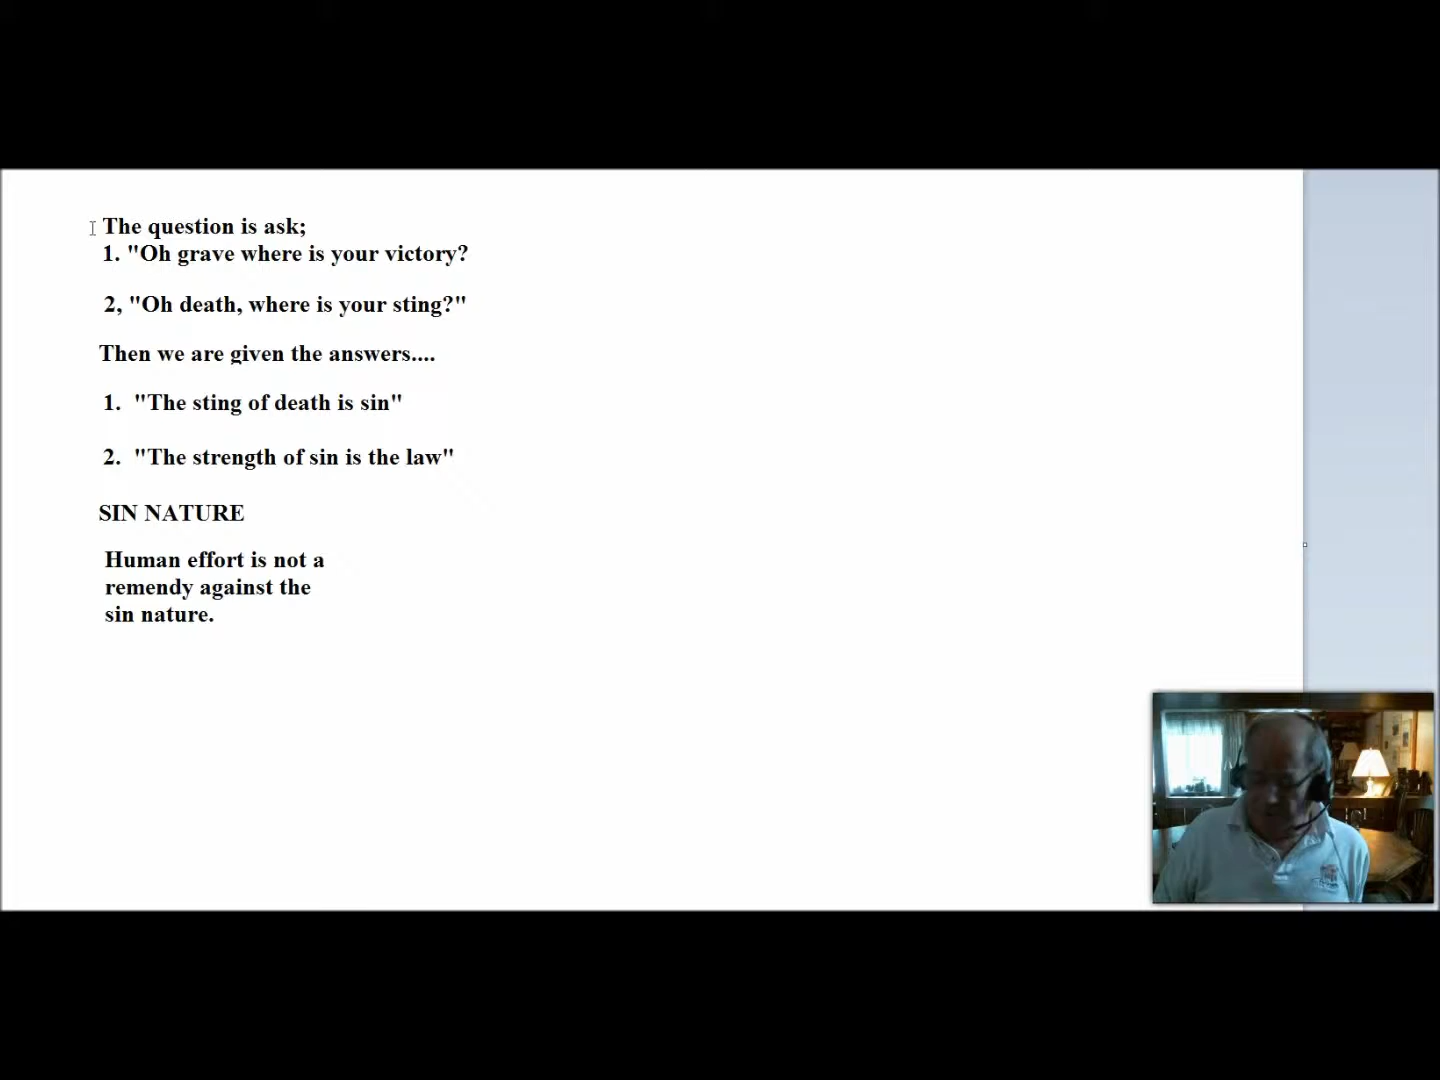 The question is ask;
1. "Oh grave where is your victory?
2, "Oh death, where is your sting?"
Then we are given the answers....
1. "The sting of death is sin"
2. "The strength of sin is the law"
SIN NATURE
Human effort is not a
remendy against the
sin nature.